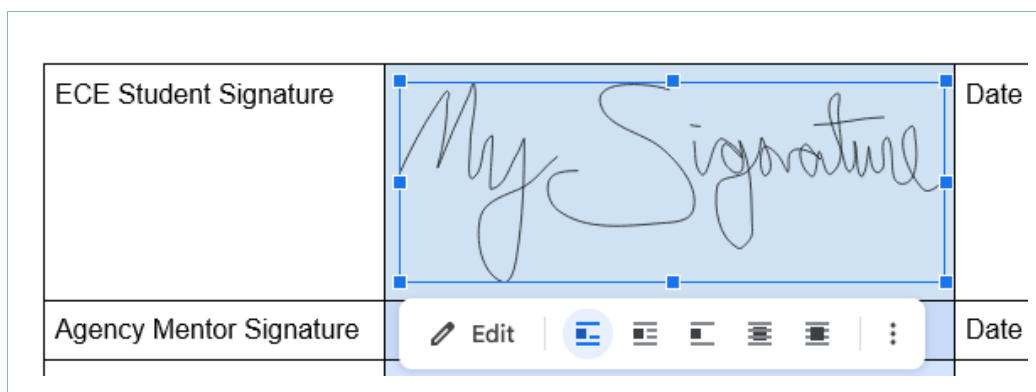 ECE Student Signature
My Signature
Date
Agency Mentor Signature
Date
Edit